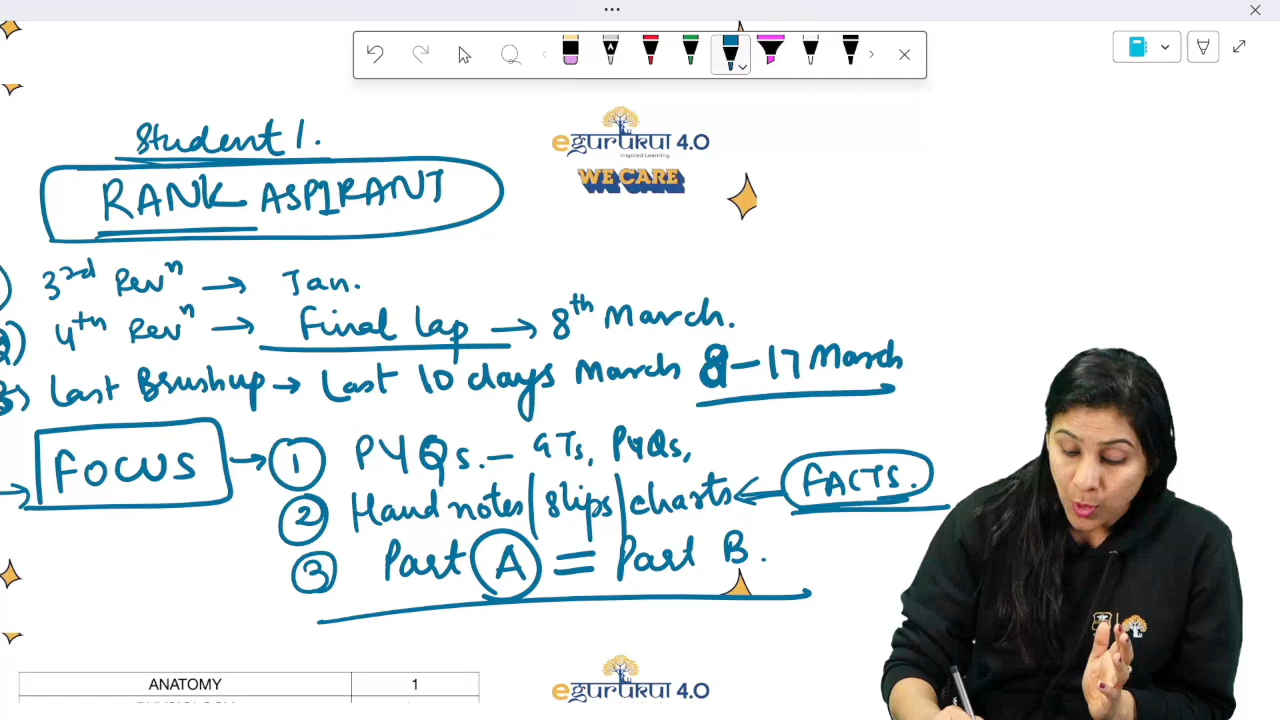 egurukul 4.0
Inspired Learning
WE CARE
Student 1.
RANK ASPIRANT
3rd Revn → Jan.
4th Revn → Final lap → 8th March.
3) Last Brushup → Last 10 days March 8 – 17 March
FOCUS → 1 PYQs. – GTs, PYQs,
2 Hand notes | slips | charts ← FACTS.
3 Part A = Part B.
ANATOMY 1
egurukul 4.0